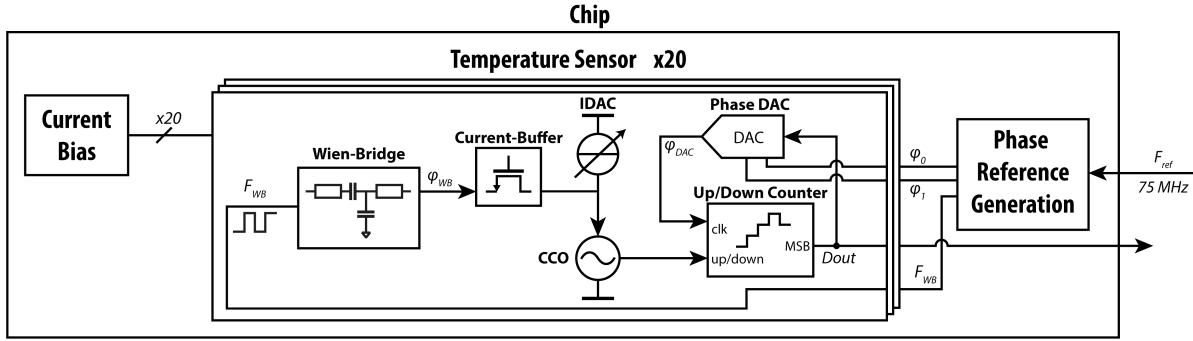 Chip
Temperature Sensor x20
Current
Bias
x20
Wien-Bridge
F_WB
φ_WB
Current-Buffer
IDAC
CCO
Phase DAC
DAC
φ_DAC
Up/Down Counter
clk
up/down
MSB
Dout
φ_0
φ_1
F_WB
Phase
Reference
Generation
F_ref
75 MHz